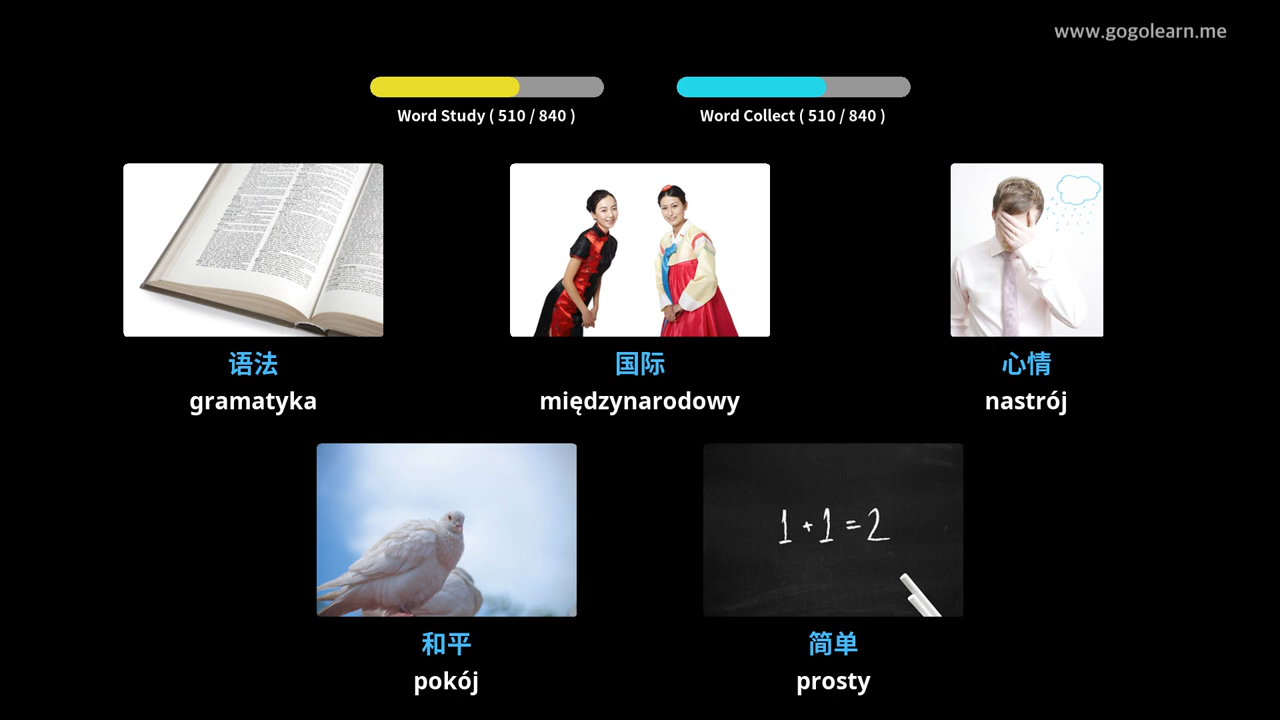 www.gogolearn.me
Word Study ( 510 / 840 )
Word Collect ( 510 / 840 )
语法
gramatyka
国际
międzynarodowy
心情
nastrój
1 + 1 = 2
和平
pokój
简单
prosty